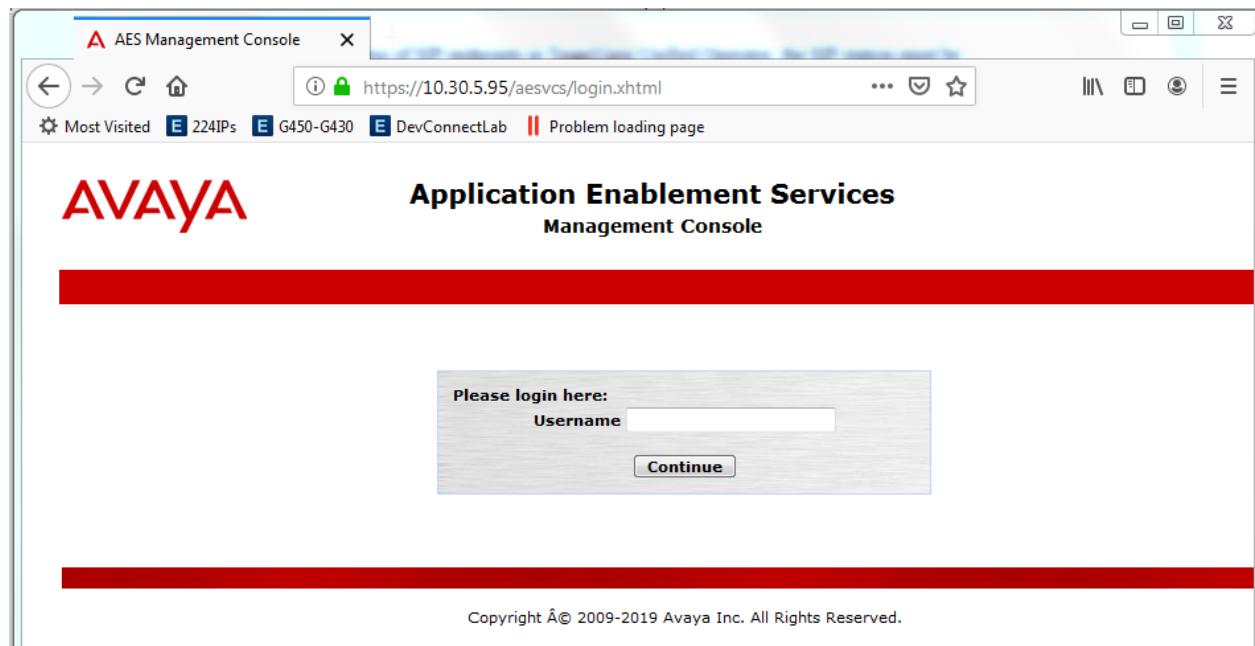 AES Management Console
https://10.30.5.95/aesvcs/login.xhtml
Most Visited E 224IPs E G450-G430 E DevConnectLab Problem loading page
AVAYA
Application Enablement Services
Management Console
Please login here:
Username
Continue
Copyright Â© 2009-2019 Avaya Inc. All Rights Reserved.